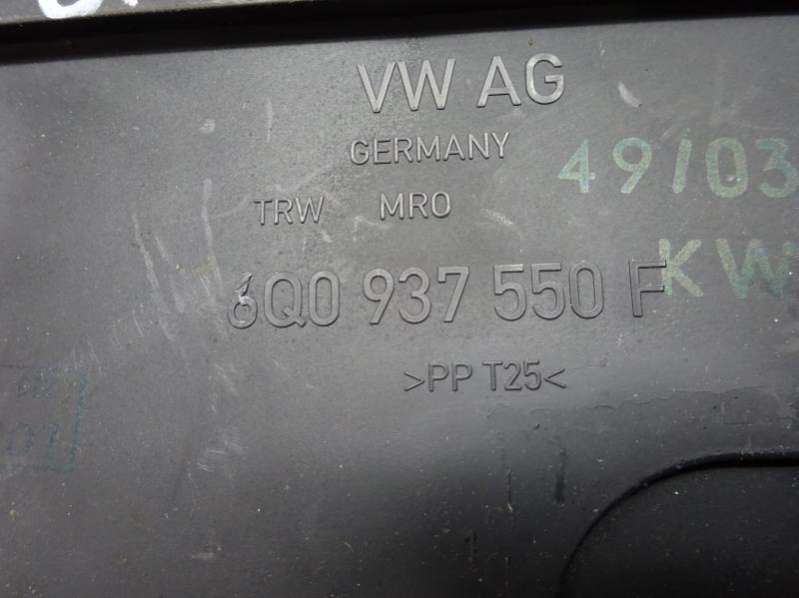 VW AG
GERMANY
49/03
TRW MRO
KW
6Q0 937 550 F
>PP T25<